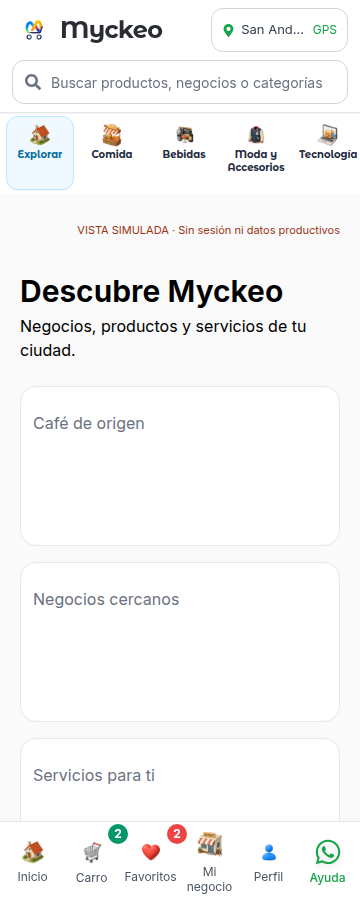 Myckeo
San And... GPS
Buscar productos, negocios o categorías
Explorar
Comida
Bebidas
Moda y
Accesorios
Tecnología
VISTA SIMULADA · Sin sesión ni datos productivos
Descubre Myckeo
Negocios, productos y servicios de tu
ciudad.
Café de origen
Negocios cercanos
Servicios para ti
2
2
Inicio
Carro
Favoritos
Mi
negocio
Perfil
Ayuda